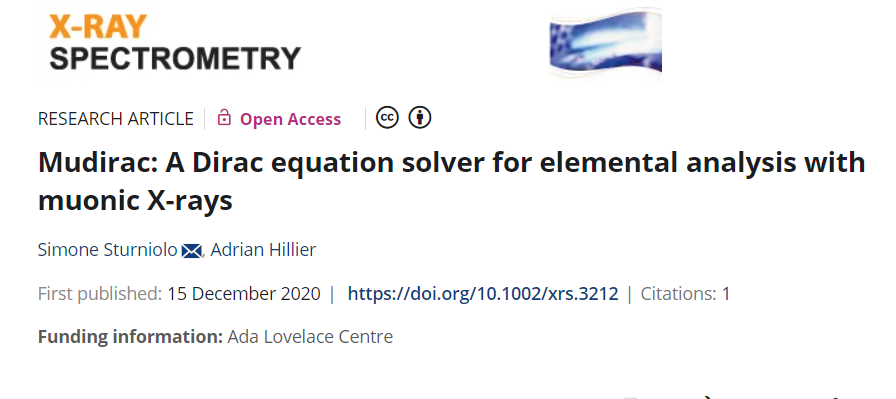 X-RAY
SPECTROMETRY
RESEARCH ARTICLE Open Access cc
Mudirac: A Dirac equation solver for elemental analysis with
muonic X-rays
Simone Sturniolo, Adrian Hillier
First published: 15 December 2020 | https://doi.org/10.1002/xrs.3212 | Citations: 1
Funding information: Ada Lovelace Centre